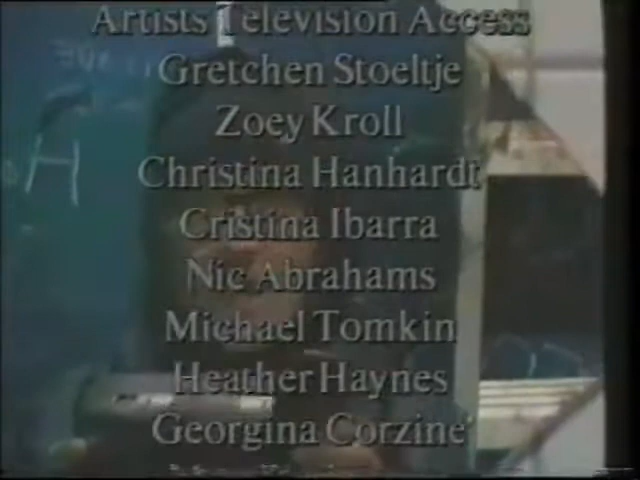 Artists Television Access
Gretchen Stoeltje
Zoey Kroll
Christina Hanhardt
Cristina Ibarra
Nic Abrahams
Michael Tomkin
Heather Haynes
Georgina Corzine
H